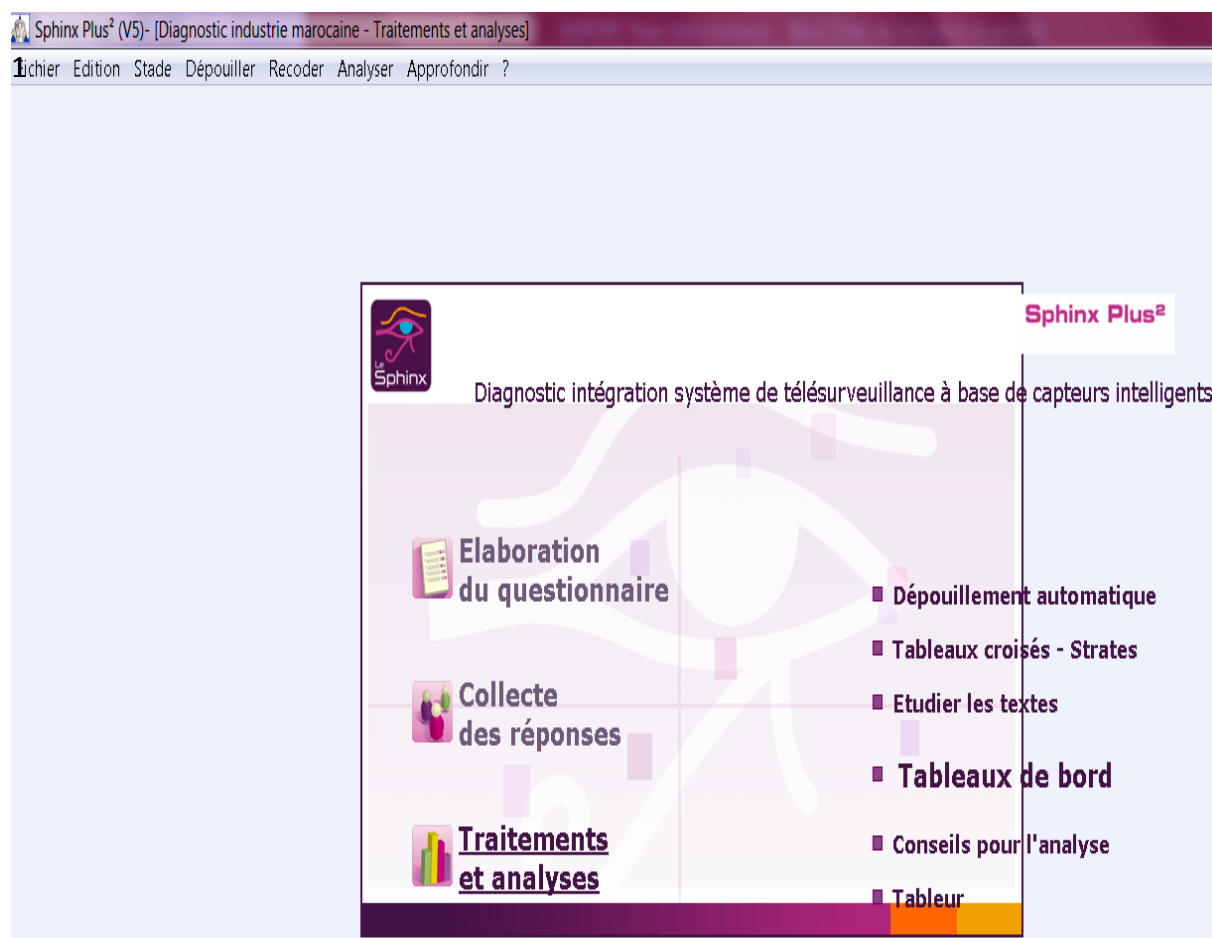 Sphinx Plus² (V5)- [Diagnostic industrie marocaine - Traitements et analyses]
1ichier Edition Stade Dépouiller Recoder Analyser Approfondir ?
Sphinx Plus²
Le
Sphinx
Diagnostic intégration système de télésurveuillance à base de capteurs intelligents
Elaboration
du questionnaire
Collecte
des réponses
Traitements
et analyses
Dépouillement automatique
Tableaux croisés - Strates
Etudier les textes
Tableaux de bord
Conseils pour l'analyse
Tableur